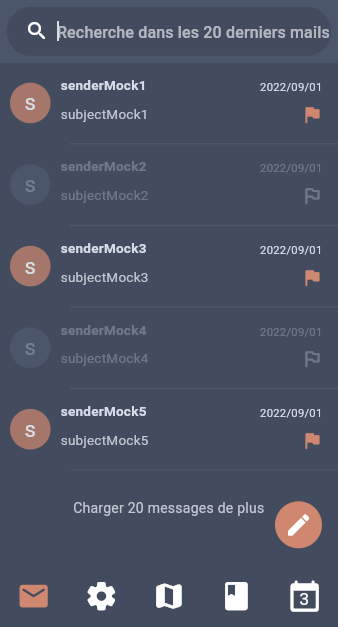 Recherche dans les 20 derniers mails
S
senderMock1
2022/09/01
subjectMock1
S
senderMock2
2022/09/01
subjectMock2
S
senderMock3
2022/09/01
subjectMock3
S
senderMock4
2022/09/01
subjectMock4
S
senderMock5
2022/09/01
subjectMock5
Charger 20 messages de plus
3